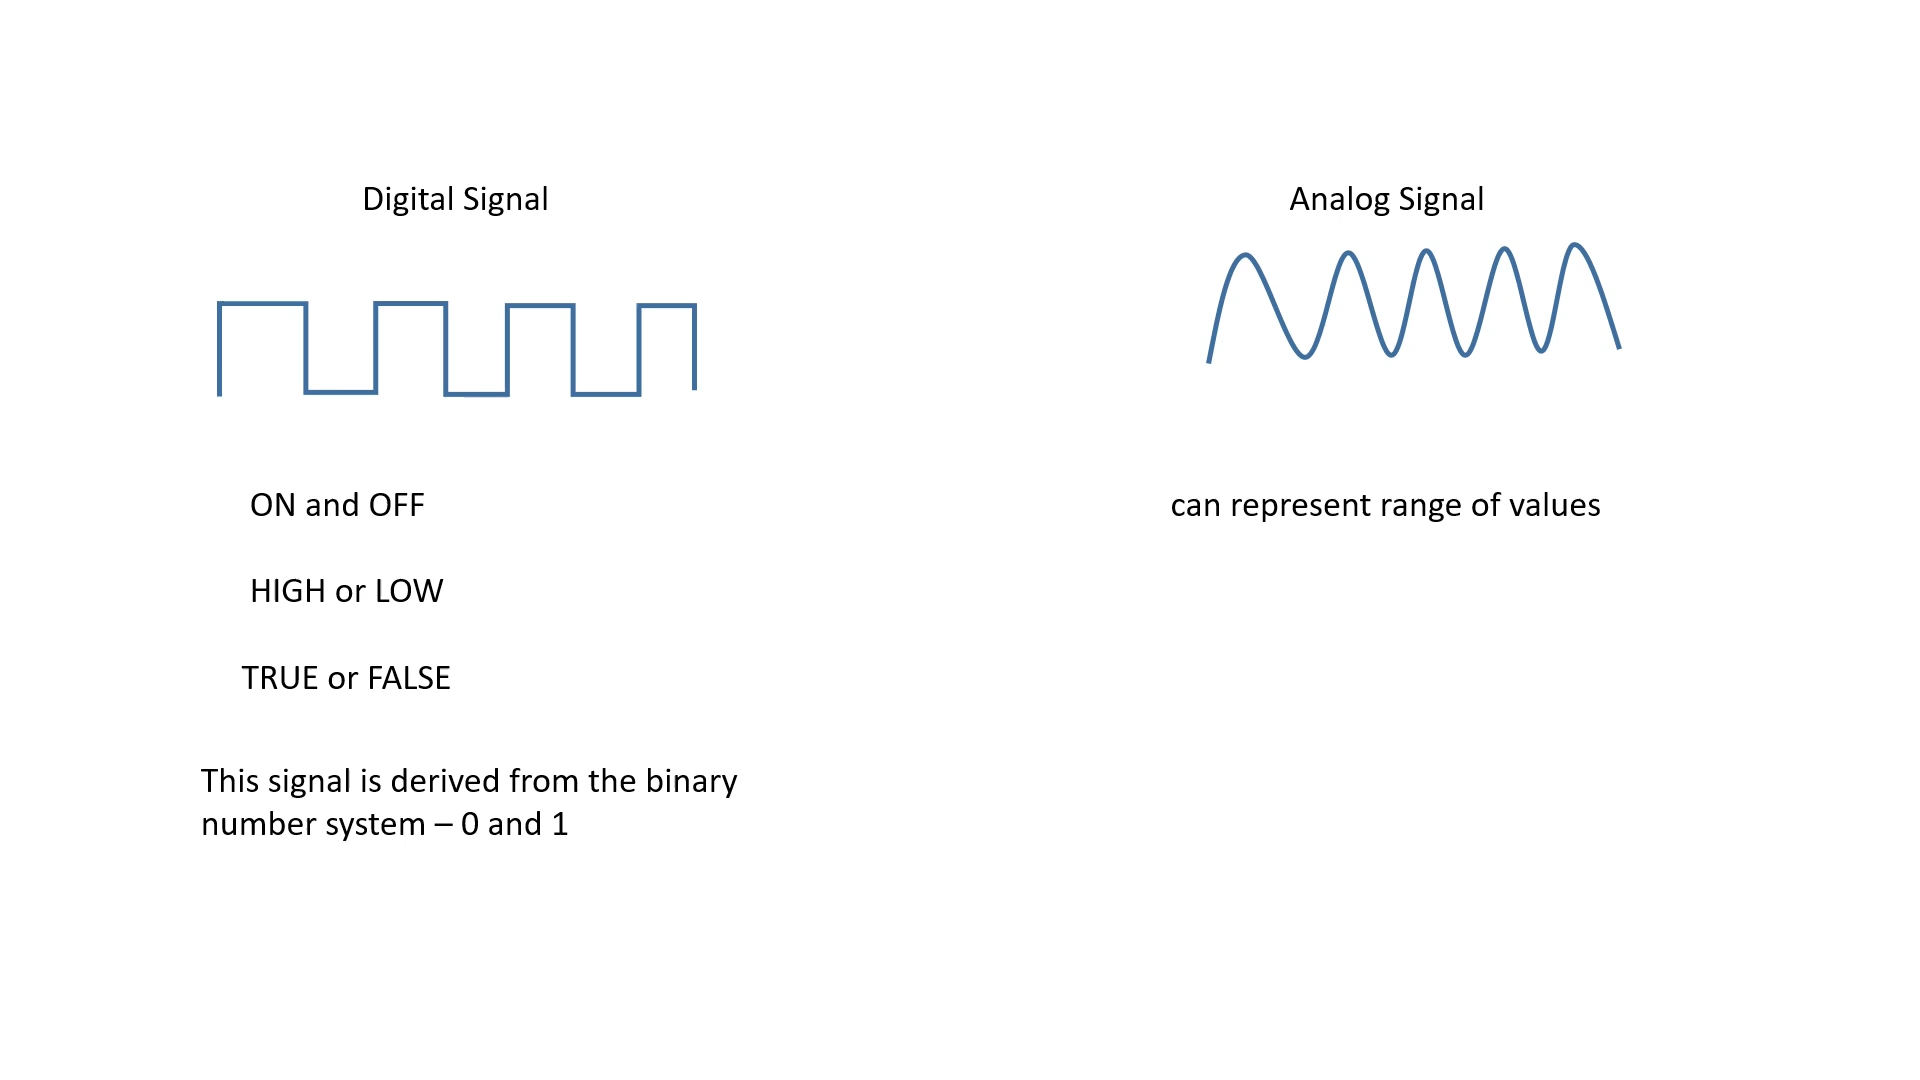 Digital Signal
ON and OFF
HIGH or LOW
TRUE or FALSE
This signal is derived from the binary
number system – 0 and 1
Analog Signal
can represent range of values